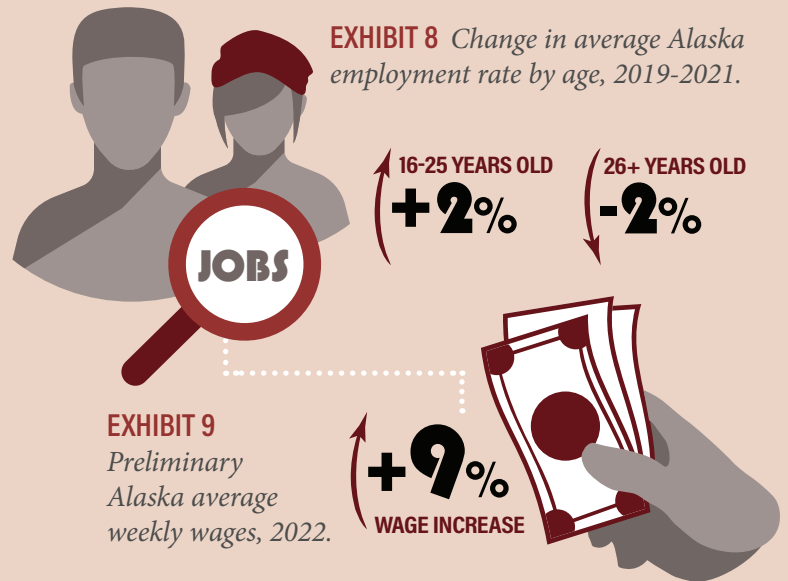 EXHIBIT 8 Change in average Alaska
employment rate by age, 2019-2021.
16-25 YEARS OLD
+2%
26+ YEARS OLD
-2%
JOBS
EXHIBIT 9
Preliminary
Alaska average
weekly wages, 2022.
+9%
WAGE INCREASE